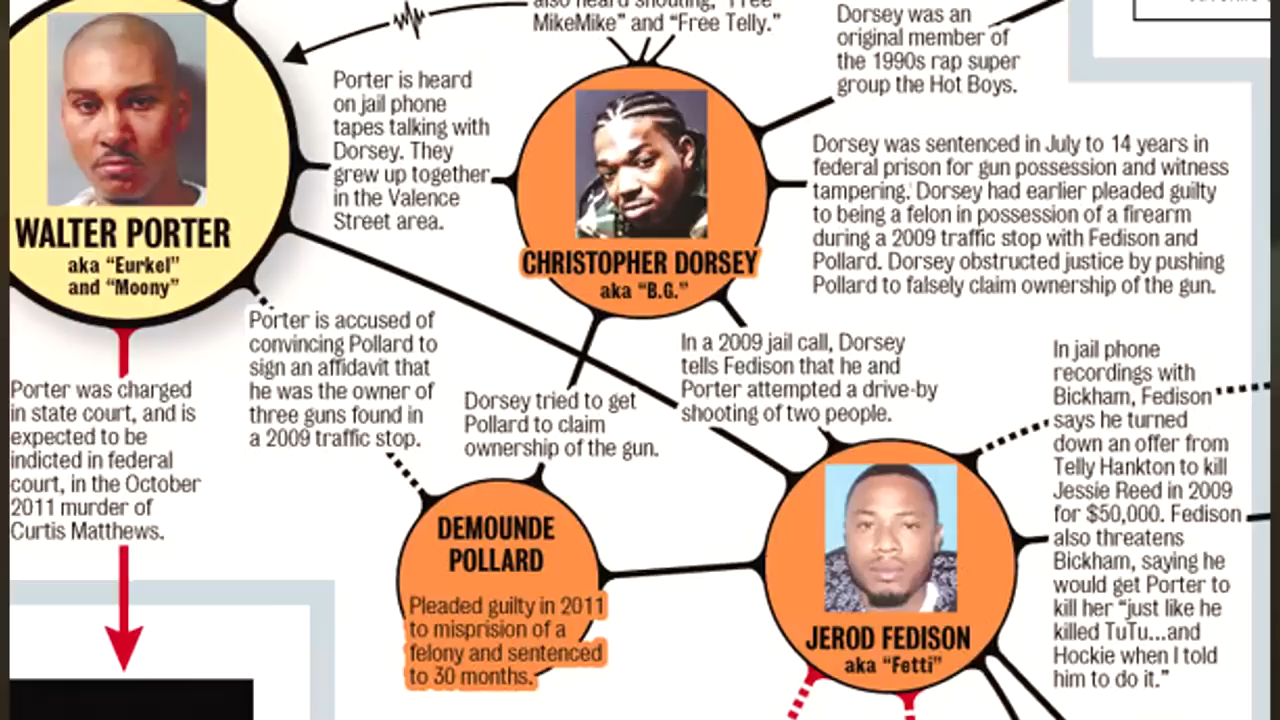 also heard shouting, "Free
MikeMike" and "Free Telly."
Dorsey was an
original member of
the 1990s rap super
group the Hot Boys.
Porter is heard
on jail phone
tapes talking with
Dorsey. They
grew up together
in the Valence
Street area.
WALTER PORTER
aka "Eurkel"
and "Moony"
CHRISTOPHER DORSEY
aka "B.G."
Dorsey was sentenced in July to 14 years in
federal prison for gun possession and witness
tampering. Dorsey had earlier pleaded guilty
to being a felon in possession of a firearm
during a 2009 traffic stop with Fedison and
Pollard. Dorsey obstructed justice by pushing
Pollard to falsely claim ownership of the gun.
Porter is accused of
convincing Pollard to
sign an affidavit that
he was the owner of
three guns found in
a 2009 traffic stop.
In a 2009 jail call, Dorsey
tells Fedison that he and
Porter attempted a drive-by
shooting of two people.
Porter was charged
in state court, and is
expected to be
indicted in federal
court, in the October
2011 murder of
Curtis Matthews.
Dorsey tried to get
Pollard to claim
ownership of the gun.
In jail phone
recordings with
Bickham, Fedison
says he turned
down an offer from
Telly Hankton to kill
Jessie Reed in 2009
for $50,000. Fedison
also threatens
Bickham, saying he
would get Porter to
kill her "just like he
killed TuTu...and
Hockie when I told
him to do it."
DEMOUNDE
POLLARD
Pleaded guilty in 2011
to misprision of a
felony and sentenced
to 30 months.
JEROD FEDISON
aka "Fetti"